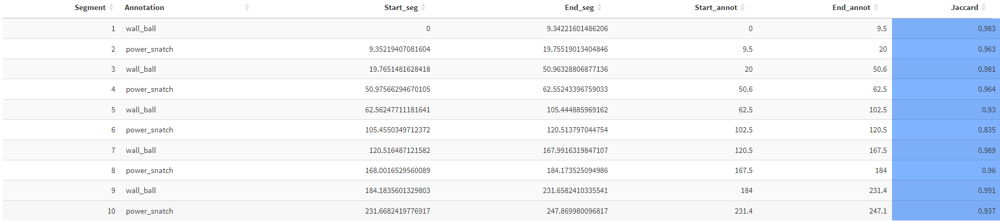 Segment Annotation Start_seg End_seg Start_annot End_annot Jaccard
1 wall_ball 0 9.34221601486206 0 9.5 0.983
2 power_snatch 9.35219407081604 19.75519013404846 9.5 20 0.963
3 wall_ball 19.7651481628418 50.96328806877136 20 50.6 0.981
4 power_snatch 50.97566294670105 62.55243396759033 50.6 62.5 0.964
5 wall_ball 62.56247711181641 105.444885969162 62.5 102.5 0.93
6 power_snatch 105.4550349712372 120.513797044754 102.5 120.5 0.835
7 wall_ball 120.516487121582 167.9916319847107 120.5 167.5 0.989
8 power_snatch 168.0016529560089 184.173525094986 167.5 184 0.96
9 wall_ball 184.1835601329803 231.6582410335541 184 231.4 0.991
10 power_snatch 231.6682419776917 247.869980096817 231.4 247.1 0.937